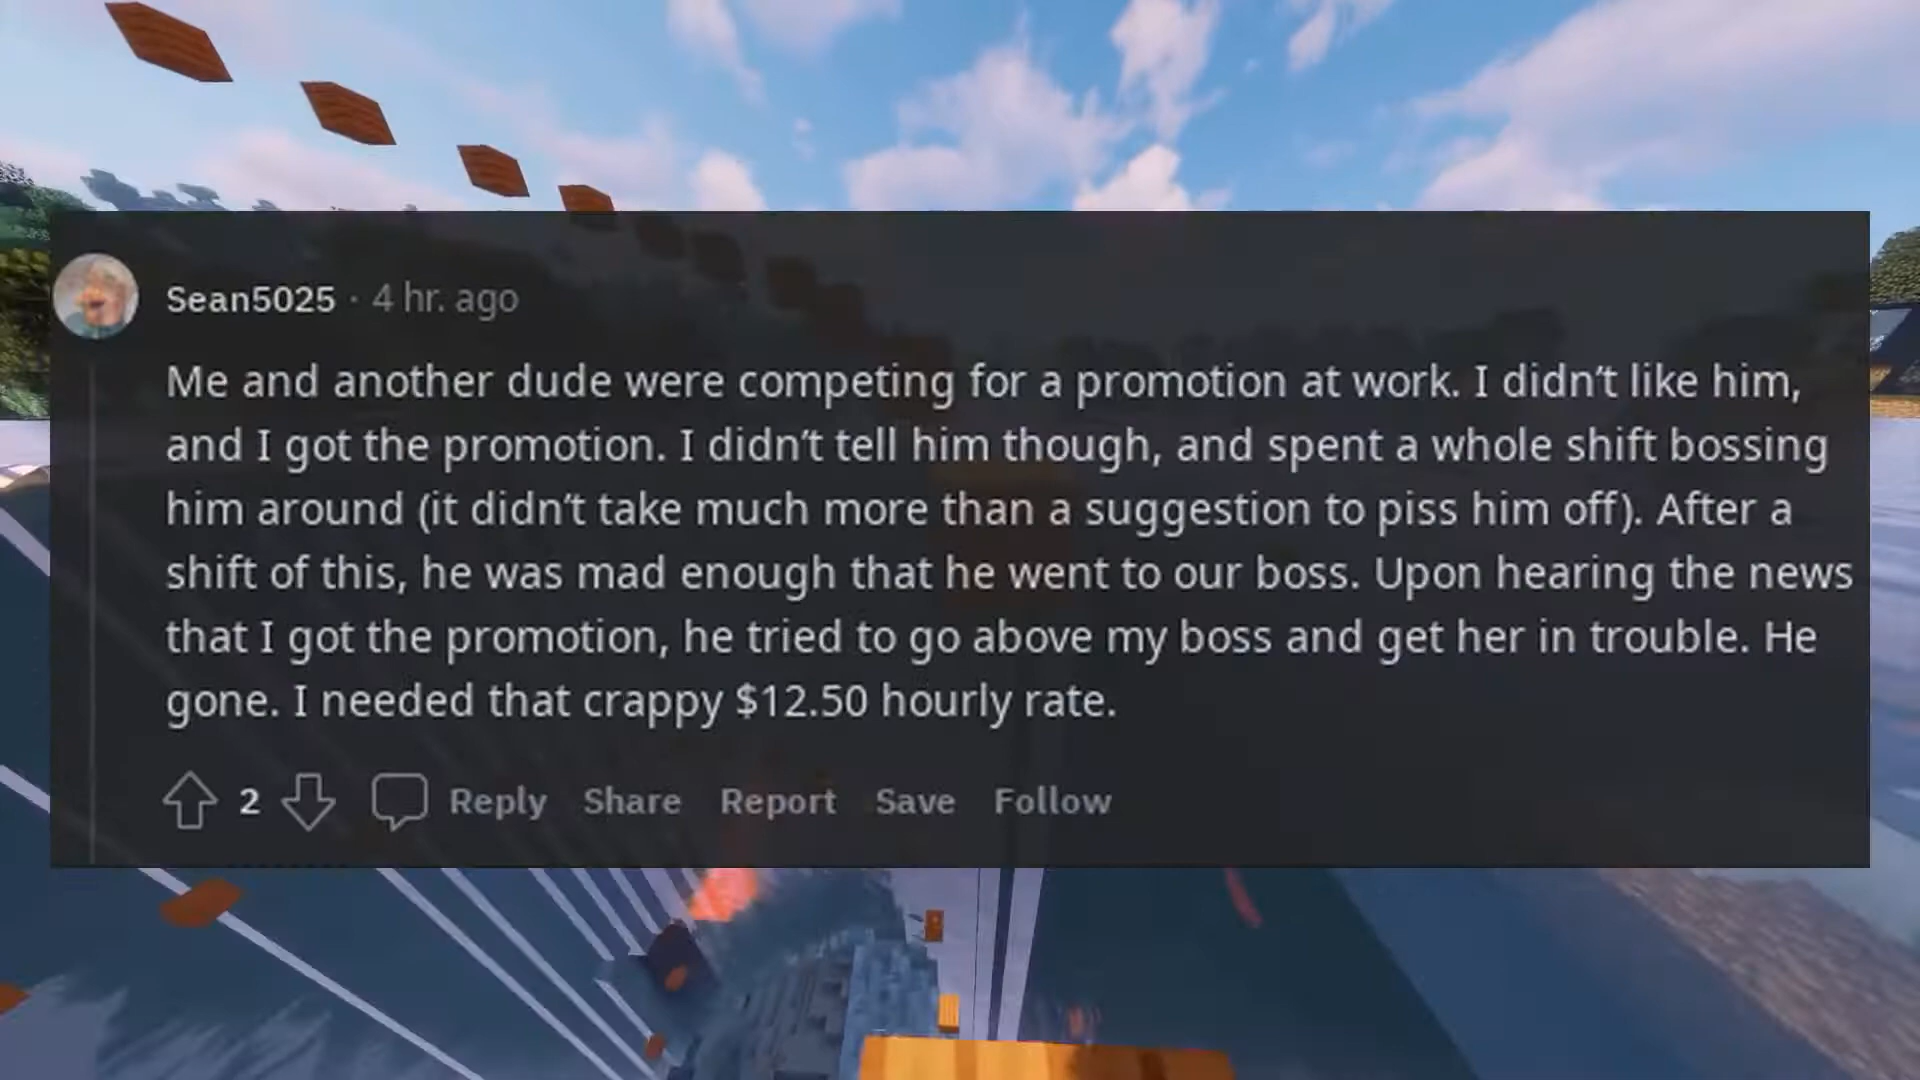 Sean5025 · 4 hr. ago
Me and another dude were competing for a promotion at work. I didn't like him,
and I got the promotion. I didn't tell him though, and spent a whole shift bossing
him around (it didn't take much more than a suggestion to piss him off). After a
shift of this, he was mad enough that he went to our boss. Upon hearing the news
that I got the promotion, he tried to go above my boss and get her in trouble. He
gone. I needed that crappy $12.50 hourly rate.
2 Reply Share Report Save Follow